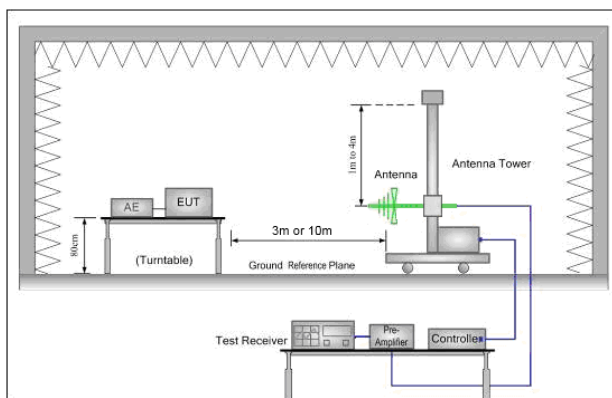 1m to 4m
Antenna
Antenna Tower
AE
EUT
3m or 10m
80cm
(Turntable)
Ground Reference Plane
Test Receiver
Pre-
Amplifier
Controller